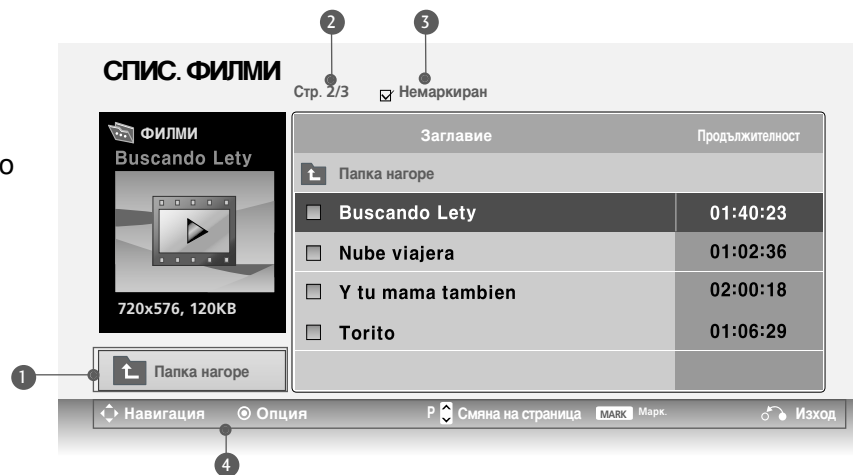 2 3
СПИС. ФИЛМИ
Стр. 2/3 Немаркиран
ФИЛМИ
Buscando Lety
о
720x576, 120KB
Заглавие Продължителност
Папка нагоре
Buscando Lety 01:40:23
Nube viajera 01:02:36
Y tu mama tambien 02:00:18
Torito 01:06:29
1 Папка нагоре
Навигация Опция P Смяна на страница MARK Марк. Изход
4